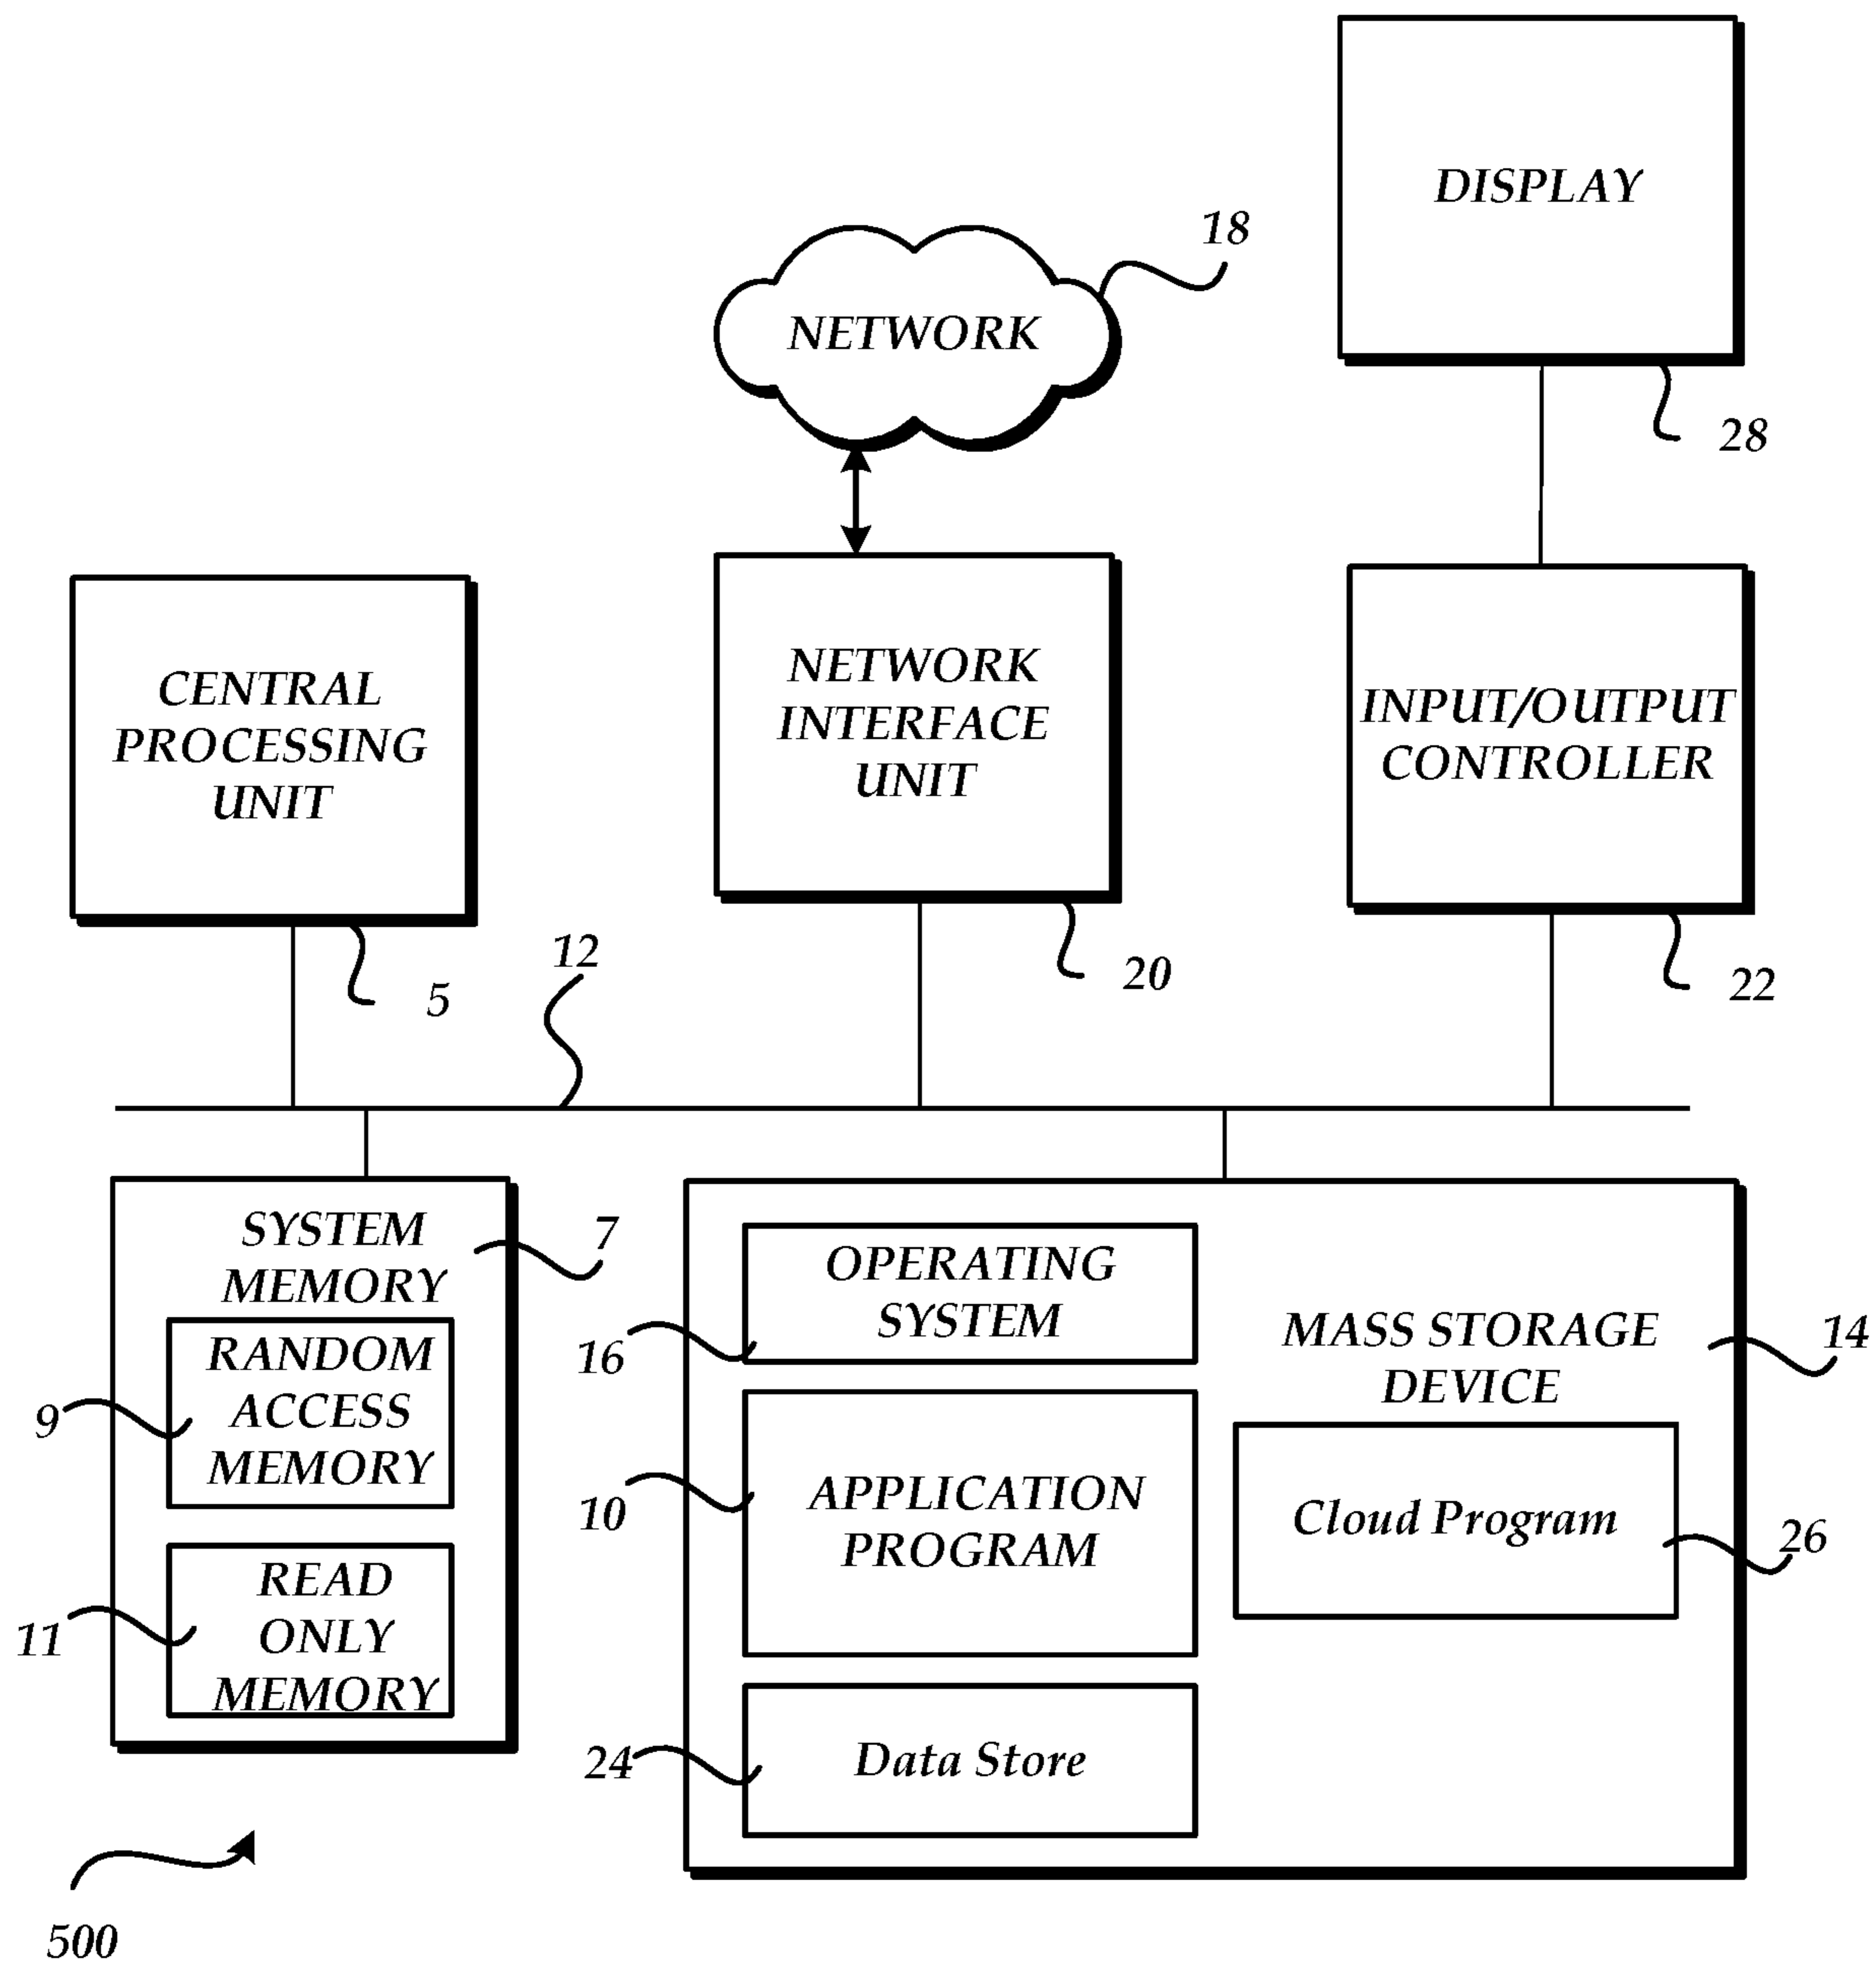 DISPLAY
18
NETWORK
28
CENTRAL
PROCESSING
UNIT
5
NETWORK
INTERFACE
UNIT
20
INPUT/OUTPUT
CONTROLLER
22
12
SYSTEM
MEMORY
7
RANDOM
ACCESS
MEMORY
9
READ
ONLY
MEMORY
11
OPERATING
SYSTEM
16
MASS STORAGE
DEVICE
14
APPLICATION
PROGRAM
10
Cloud Program
26
Data Store
24
500